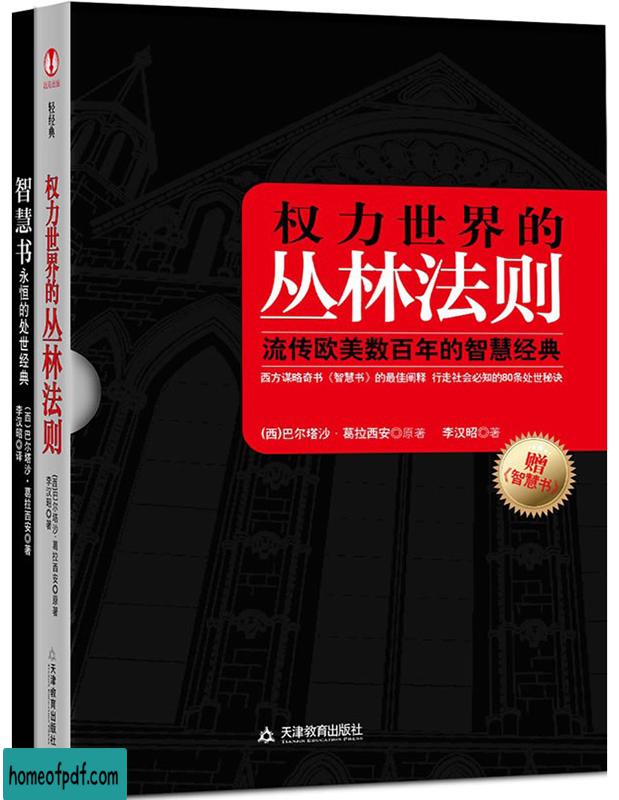 权力世界的
丛林法则
流传欧美数百年的智慧经典
西方谋略奇书《智慧书》的最佳阐释 行走社会必知的80条处世秘诀
(西)巴尔塔沙·葛拉西安◎原著 李汉昭◎著
赠
《智慧书》
天津教育出版社
TIANJIN EDUCATION PRESS
轻经典
权力世界的丛林法则
(西)巴尔塔沙·葛拉西安◎原著
李汉昭◎著
天津教育出版社
智慧书 永恒的处世经典
(西)巴尔塔沙·葛拉西安◎著
李汉昭◎译
homeofpdf.com